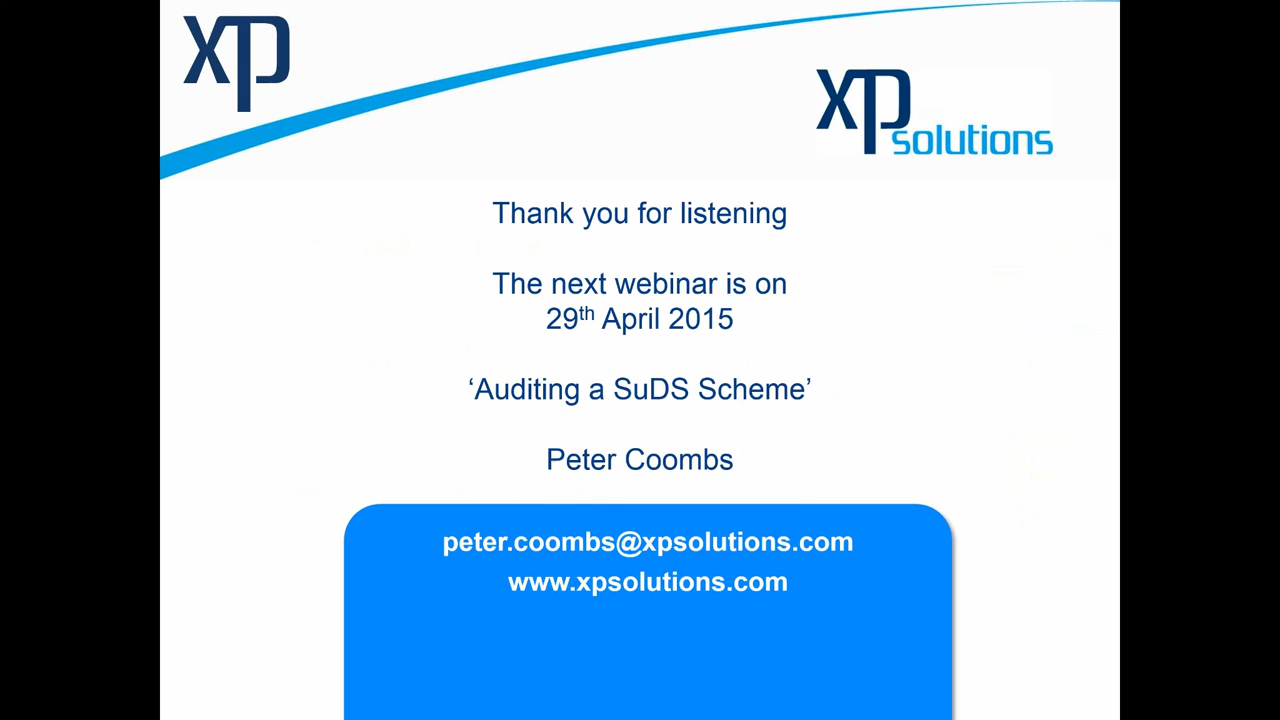 xp
xp solutions
Thank you for listening
The next webinar is on
29th April 2015
‘Auditing a SuDS Scheme’
Peter Coombs
peter.coombs@xpsolutions.com
www.xpsolutions.com